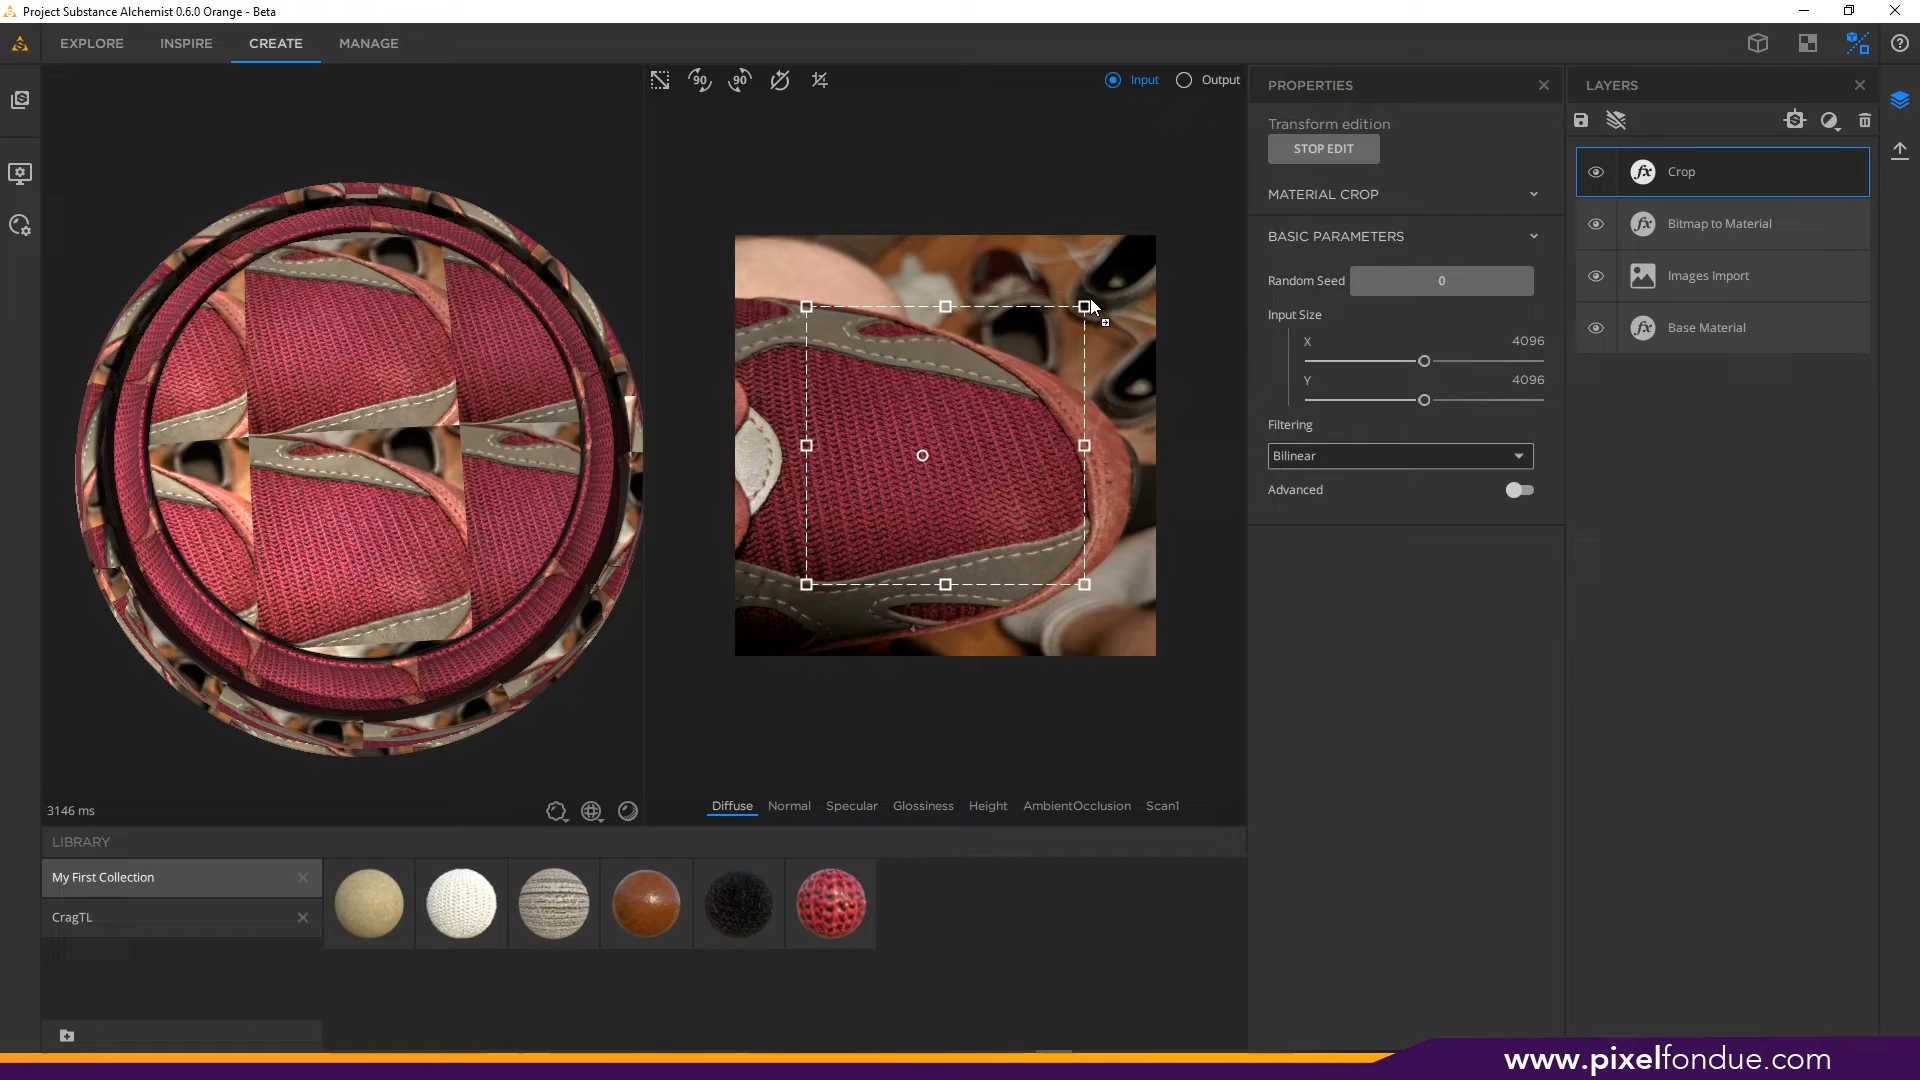 Project Substance Alchemist 0.6.0 Orange - Beta
EXPLORE INSPIRE CREATE MANAGE
90 90 Input Output
PROPERTIES
Transform edition
STOP EDIT
MATERIAL CROP
BASIC PARAMETERS
Random Seed 0
Input Size
X 4096
Y 4096
Filtering
Bilinear
Advanced
LAYERS
Crop
Bitmap to Material
Images Import
Base Material
3146 ms
Diffuse Normal Specular Glossiness Height AmbientOcclusion Scan1
LIBRARY
My First Collection
CragTL
www.pixelfondue.com